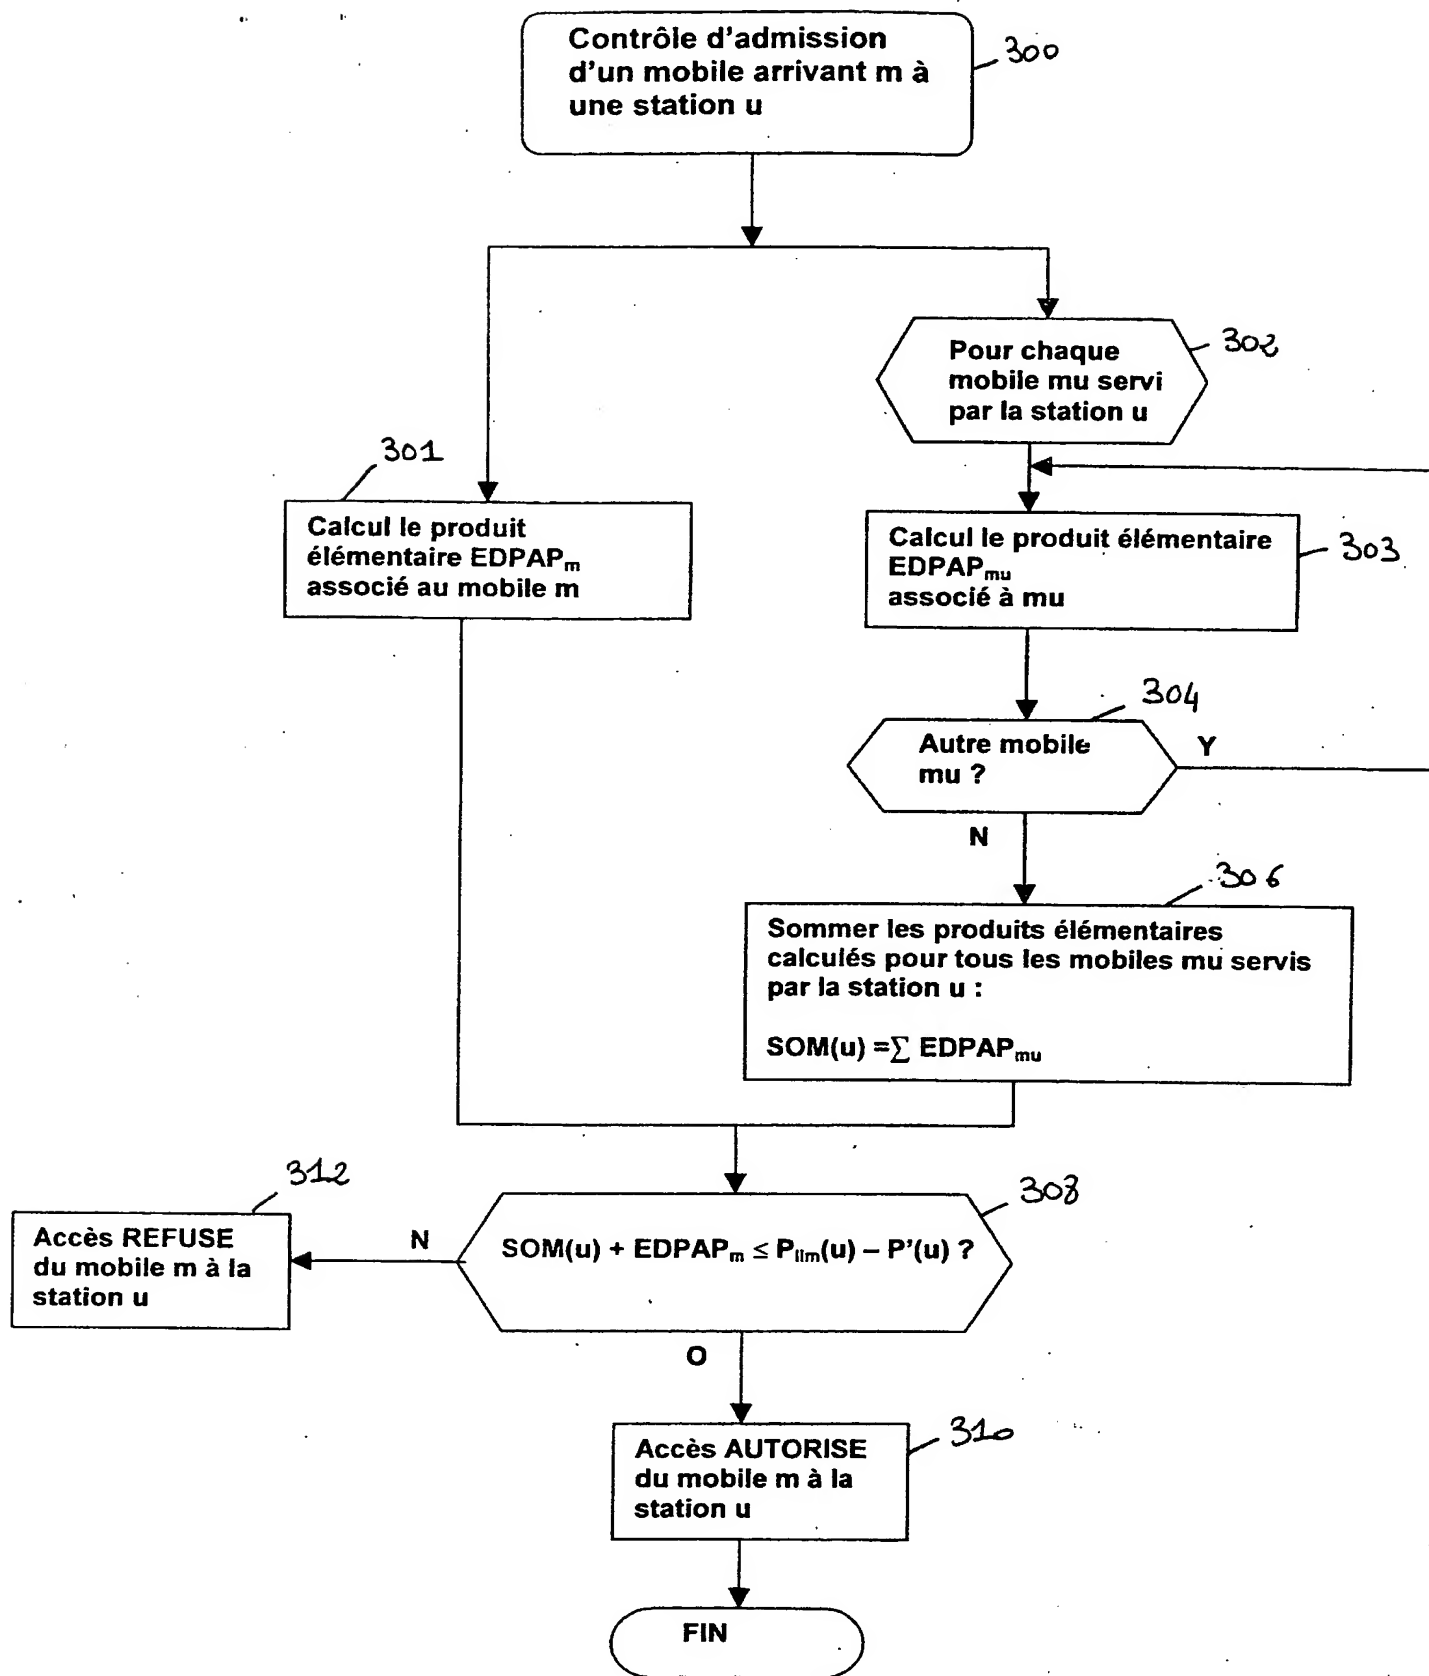 Contrôle d'admission
d'un mobile arrivant m à
une station u
300
Pour chaque
mobile mu servi
par la station u
302
301
Calcul le produit
élémentaire EDPAPm
associé au mobile m
Calcul le produit élémentaire
EDPAPmu
associé à mu
303
304
Autre mobile
mu ?
Y
N
306
Sommer les produits élémentaires
calculés pour tous les mobiles mu servis
par la station u :
SOM(u) =∑ EDPAPmu
312
308
Accès REFUSE
du mobile m à la
station u
N
SOM(u) + EDPAPm ≤ Plim(u) – P'(u) ?
O
Accès AUTORISE
du mobile m à la
station u
310
FIN